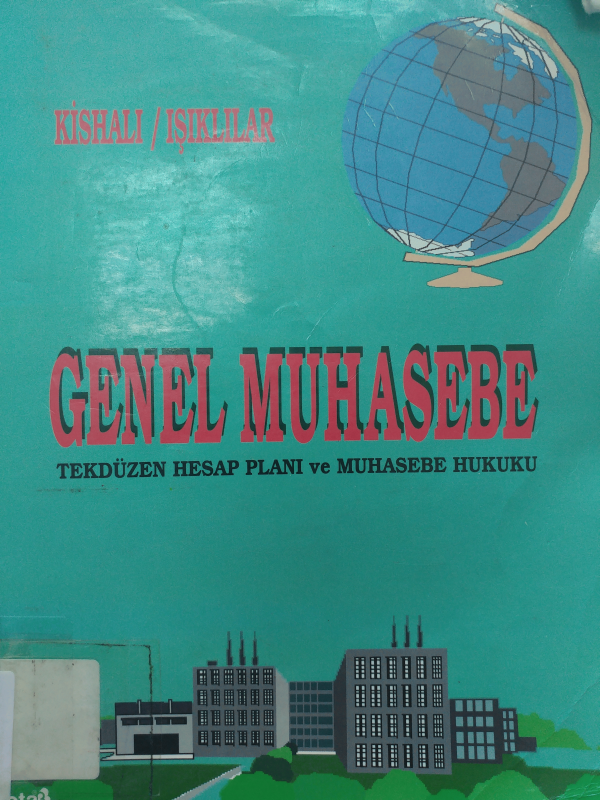 KİSHALI / IŞIKLILAR
GENEL MUHASEBE
TEKDÜZEN HESAP PLANI ve MUHASEBE HUKUKU